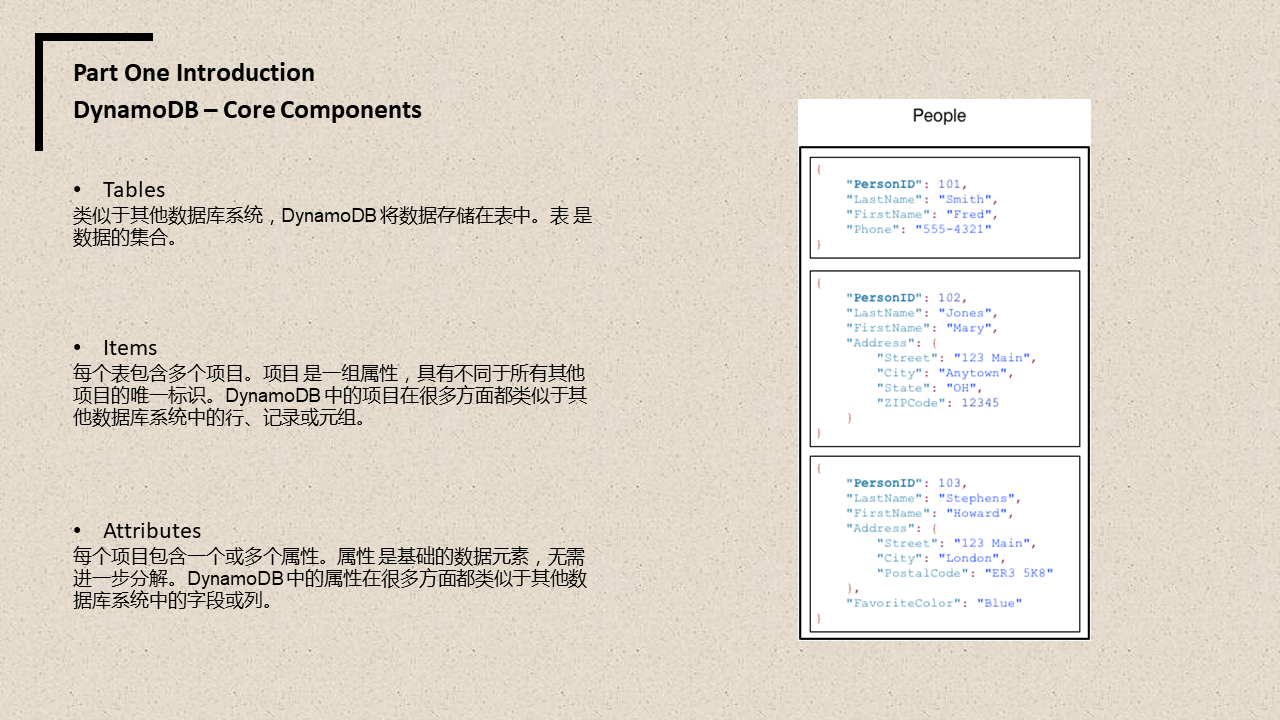 Part One Introduction
DynamoDB – Core Components
• Tables
类似于其他数据库系统，DynamoDB 将数据存储在表中。表 是
数据的集合。
• Items
每个表包含多个项目。项目 是一组属性，具有不同于所有其他
项目的唯一标识。DynamoDB 中的项目在很多方面都类似于其
他数据库系统中的行、记录或元组。
• Attributes
每个项目包含一个或多个属性。属性 是基础的数据元素，无需
进一步分解。DynamoDB 中的属性在很多方面都类似于其他数
据库系统中的字段或列。
People
{
"PersonID": 101,
"LastName": "Smith",
"FirstName": "Fred",
"Phone": "555-4321"
}
{
"PersonID": 102,
"LastName": "Jones",
"FirstName": "Mary",
"Address": {
"Street": "123 Main",
"City": "Anytown",
"State": "OH",
"ZIPCode": 12345
}
}
{
"PersonID": 103,
"LastName": "Stephens",
"FirstName": "Howard",
"Address": {
"Street": "123 Main",
"City": "London",
"PostalCode": "ER3 5K8"
},
"FavoriteColor": "Blue"
}